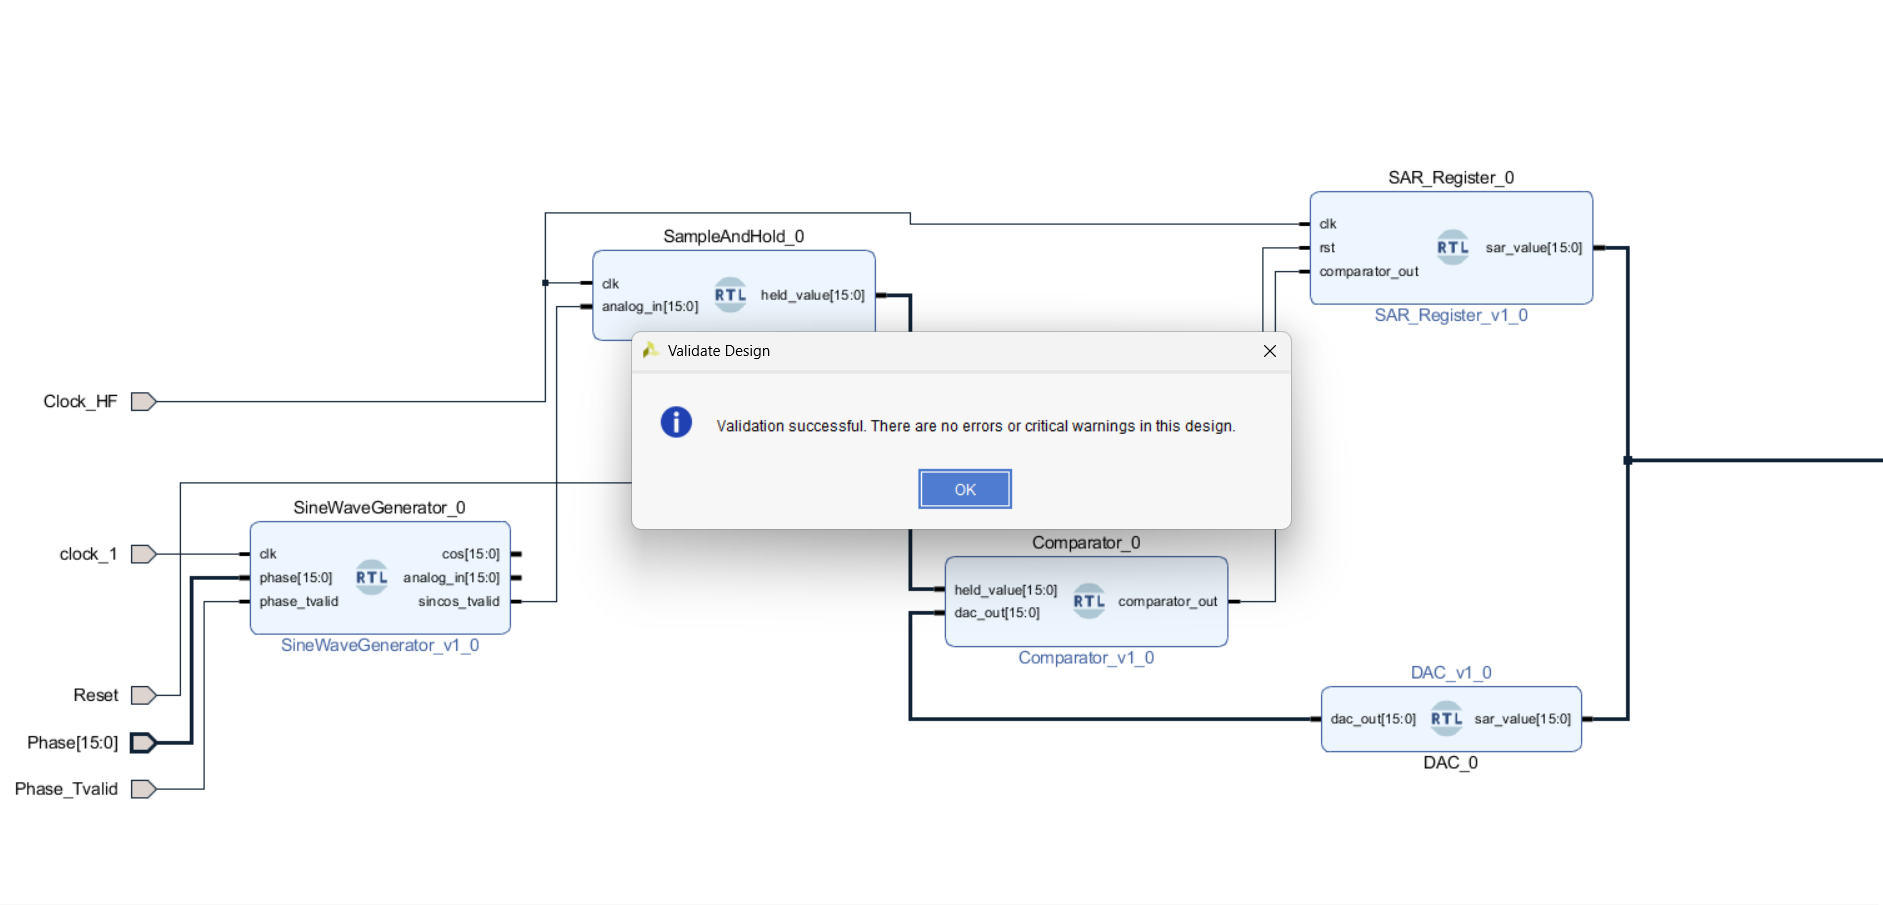 SAR_Register_0
clk
rst
comparator_out
RTL
sar_value[15:0]
SAR_Register_v1_0
SampleAndHold_0
clk
analog_in[15:0]
RTL
held_value[15:0]
Validate Design
Validation successful. There are no errors or critical warnings in this design.
OK
Clock_HF
SineWaveGenerator_0
clock_1
clk
phase[15:0]
phase_tvalid
RTL
cos[15:0]
analog_in[15:0]
sincos_tvalid
SineWaveGenerator_v1_0
Comparator_0
held_value[15:0]
dac_out[15:0]
RTL
comparator_out
Comparator_v1_0
Reset
Phase[15:0]
Phase_Tvalid
DAC_v1_0
dac_out[15:0]
RTL
sar_value[15:0]
DAC_0